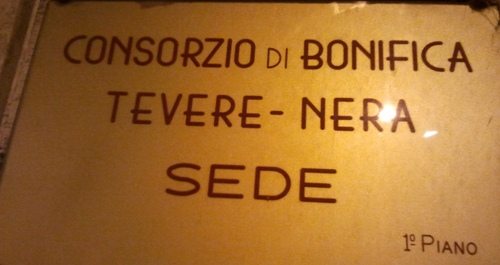 CONSORZIO DI BONIFICA
TEVERE-NERA
SEDE
1º PIANO